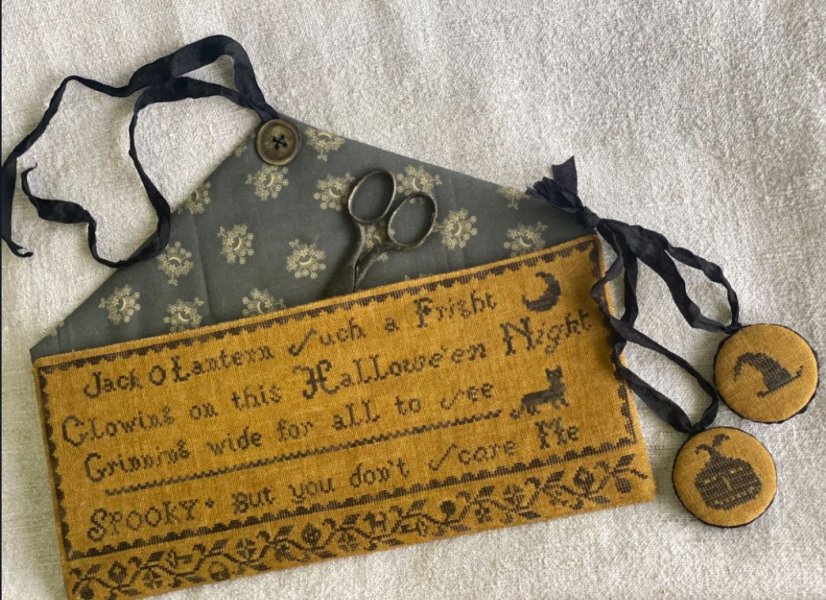 Jack O Lantern Such a Fright
Glowing on this Hallowe'en Night
Grinning wide for all to see
SPOOKY. But you don't scare Me